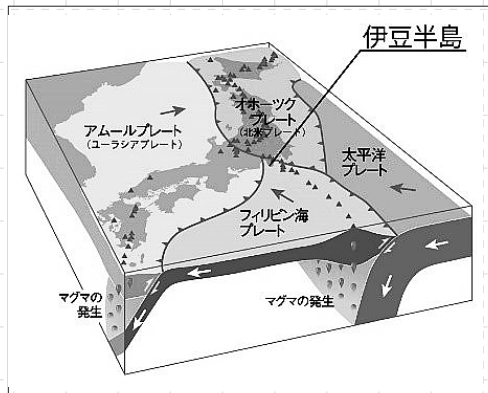 伊豆半島
オホーツク
プレート
（北米プレート）
アムールプレート
（ユーラシアプレート）
太平洋
プレート
フィリピン海
プレート
マグマの
発生
マグマの発生